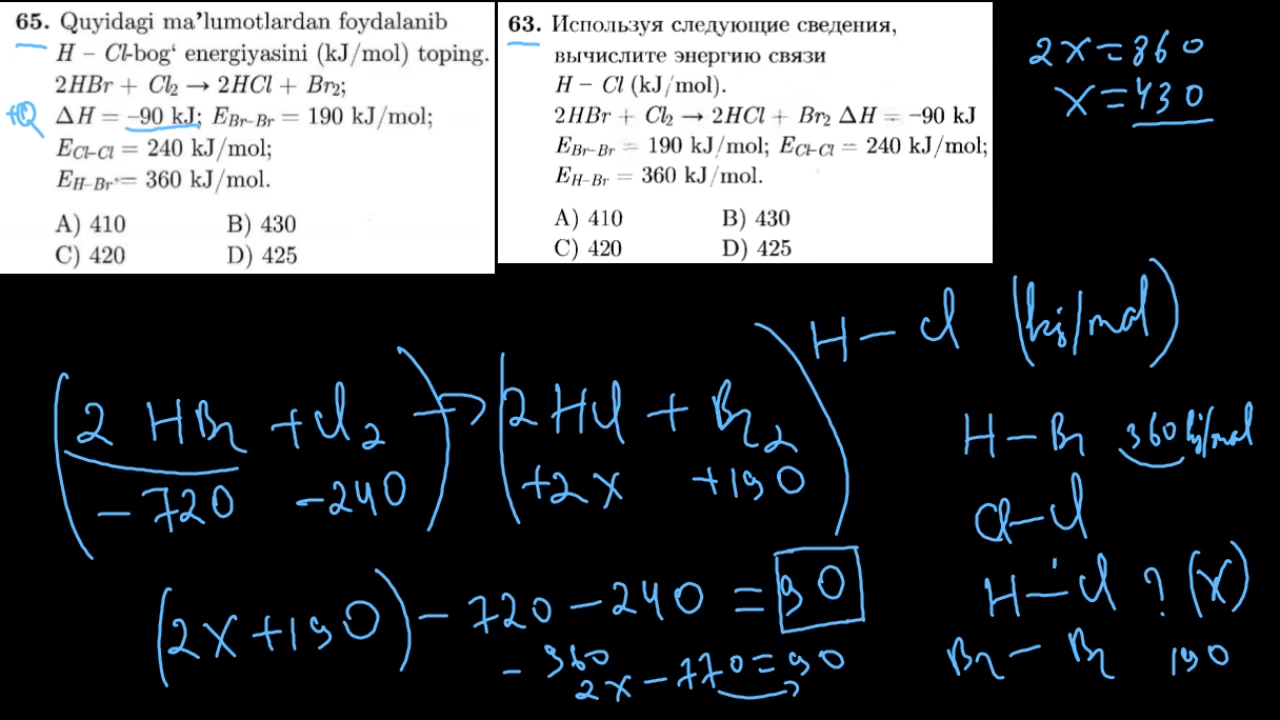 65. Quyidagi ma’lumotlardan foydalanib
H – Cl-bog‘ energiyasini (kJ/mol) toping.
2HBr + Cl₂ → 2HCl + Br₂;
+Q ΔH = –90 kJ; E_Br–Br = 190 kJ/mol;
E_Cl–Cl = 240 kJ/mol;
E_H–Br = 360 kJ/mol.
A) 410 B) 430
C) 420 D) 425
63. Используя следующие сведения,
вычислите энергию связи
H – Cl (kJ/mol).
2HBr + Cl₂ → 2HCl + Br₂ ΔH = –90 kJ
E_Br–Br = 190 kJ/mol; E_Cl–Cl = 240 kJ/mol;
E_H–Br = 360 kJ/mol.
A) 410 B) 430
C) 420 D) 425
2x = 860
x = 430
H – Cl (kj/mol)
(2 HBr + Cl₂) → (2HCl + Br₂)
– 720 – 240 + 2x + 190
(2x + 190) – 720 – 240 = 90
– 960
2x – 770 = 90
H – Br 360 kj/mol
Cl – Cl
H – Cl ? (x)
Br – Br 190